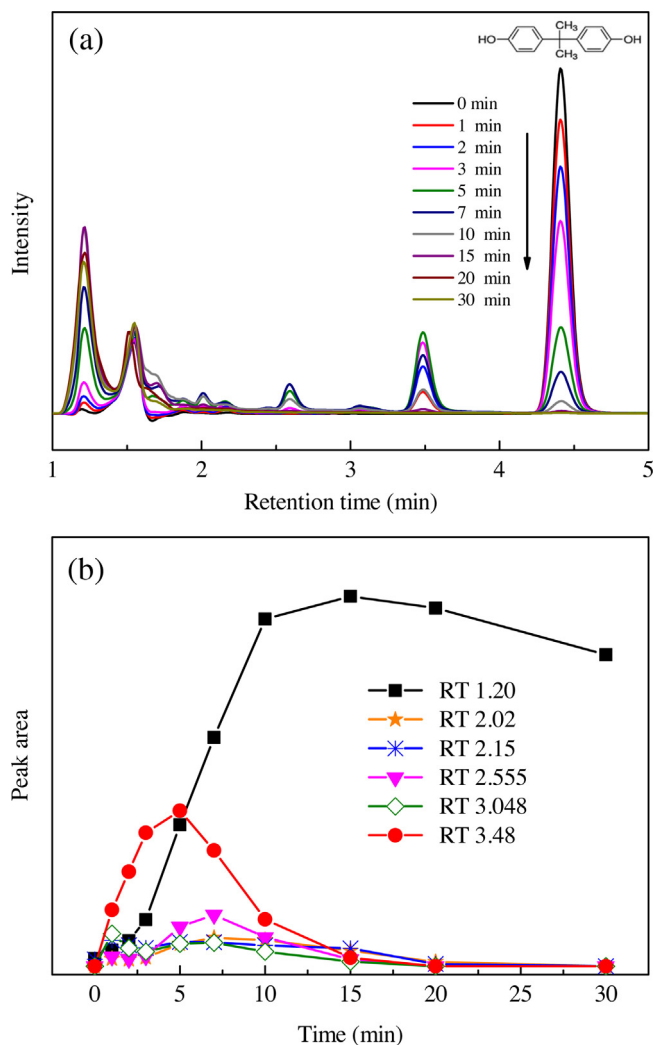 (a)
CH₃
HO
OH
CH₃
0 min
1 min
2 min
3 min
5 min
7 min
10 min
15 min
20 min
30 min
Intensity
1 2 3 4 5
Retention time (min)
(b)
RT 1.20
RT 2.02
RT 2.15
RT 2.555
RT 3.048
RT 3.48
Peak area
0 5 10 15 20 25 30
Time (min)